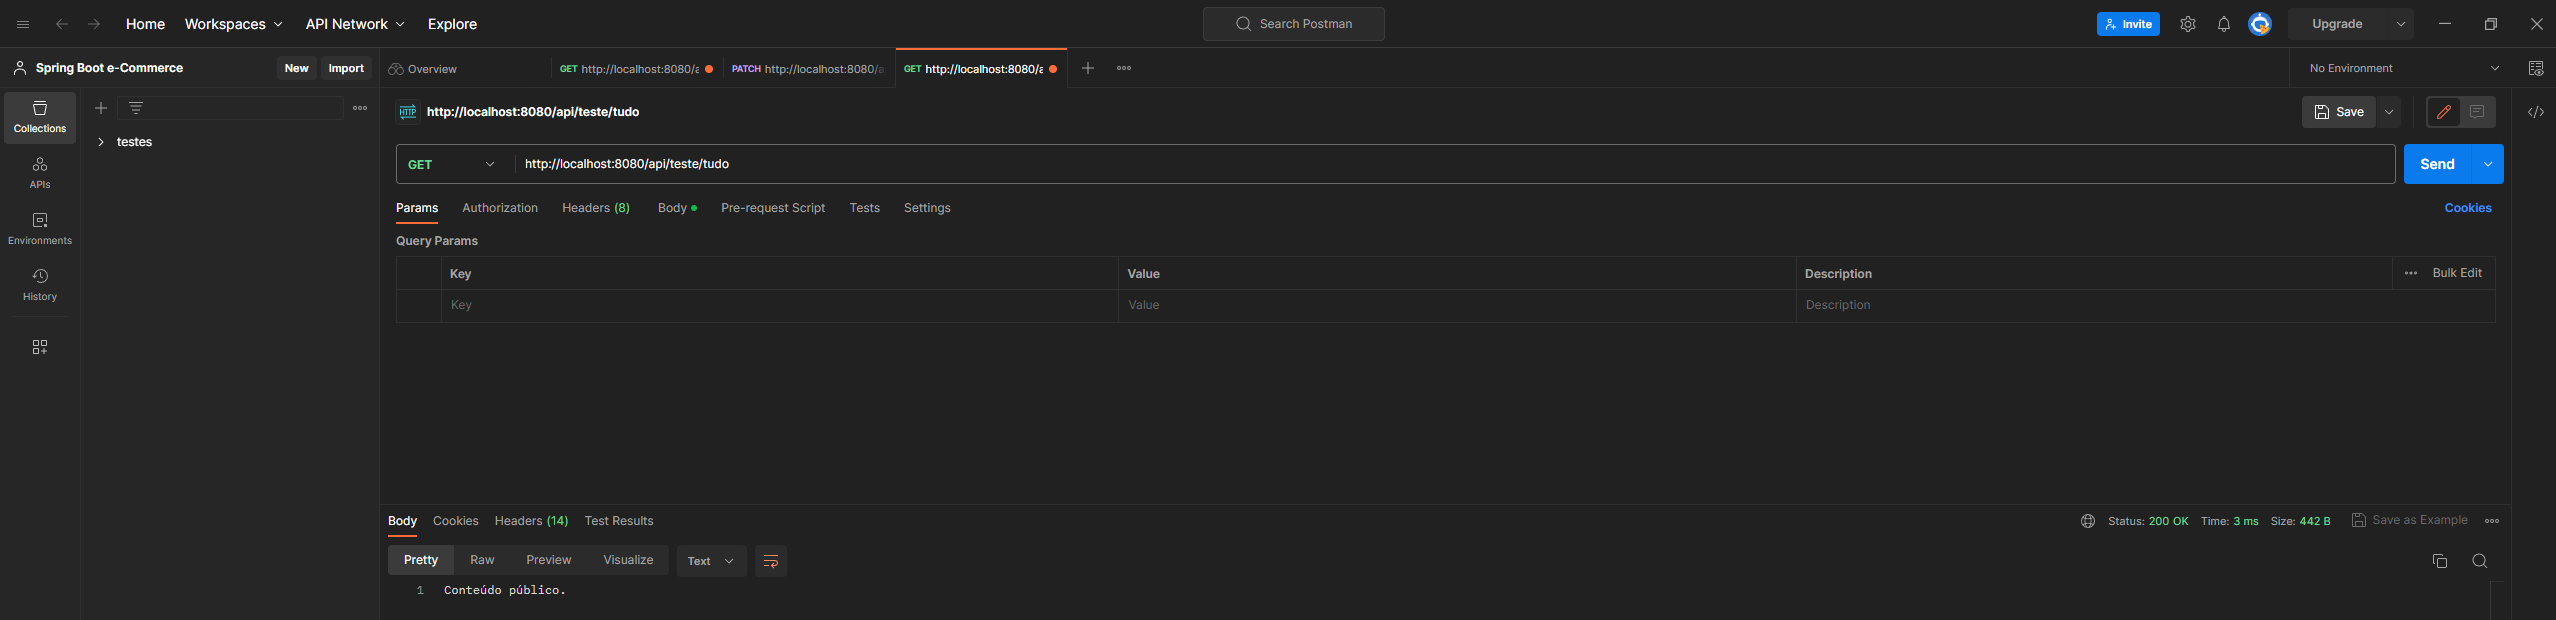 Home Workspaces API Network Explore Search Postman Invite Upgrade
Spring Boot e-Commerce New Import Overview GET http://localhost:8080/a PATCH http://localhost:8080/a GET http://localhost:8080/a No Environment
Collections
testes
HTTP http://localhost:8080/api/teste/tudo Save
GET http://localhost:8080/api/teste/tudo Send
APIs
Params Authorization Headers (8) Body Pre-request Script Tests Settings Cookies
Environments
Query Params
Key Value Description Bulk Edit
History
Key Value Description
Body Cookies Headers (14) Test Results Status: 200 OK Time: 3 ms Size: 442 B Save as Example
Pretty Raw Preview Visualize Text
1 Conteúdo público.